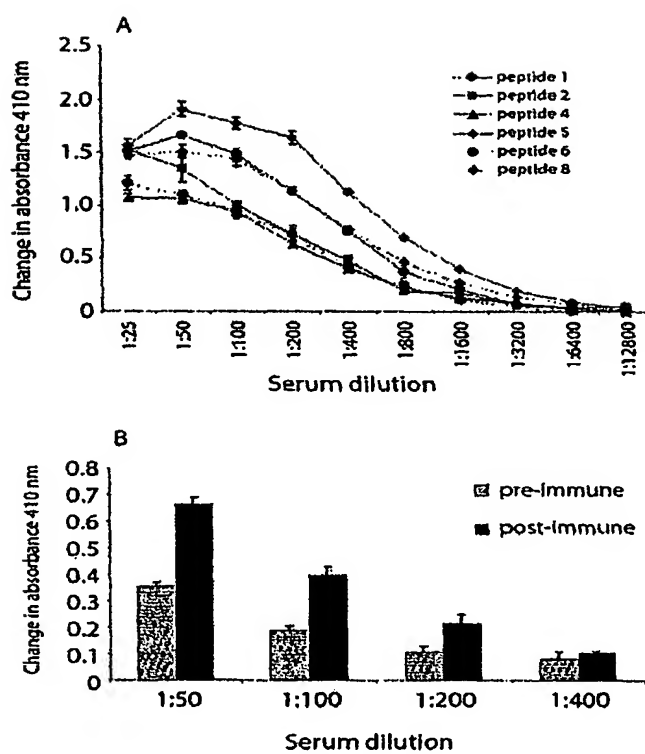 A
Change in absorbance 410 nm
2.5
2.0
1.5
1.0
0.5
0
peptide 1
peptide 2
peptide 4
peptide 5
peptide 6
peptide 8
1:25
1:50
1:100
1:200
1:400
1:800
1:1600
1:3200
1:6400
1:12800
Serum dilution
B
Change in absorbance 410 nm
0.8
0.7
0.6
0.5
0.4
0.3
0.2
0.1
0
pre-immune
post-immune
1:50
1:100
1:200
1:400
Serum dilution